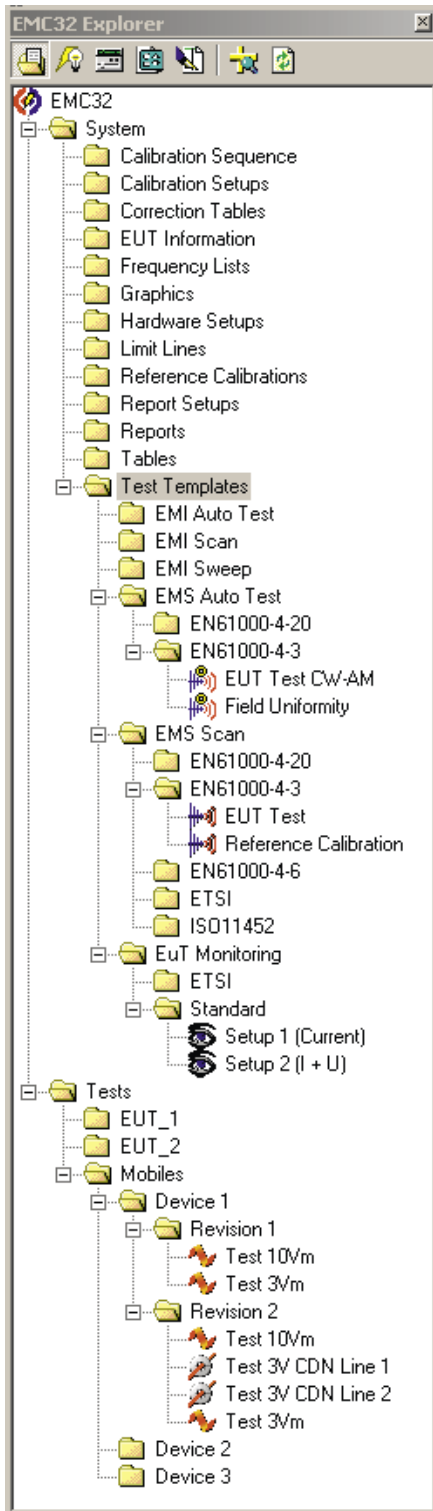 EMC32 Explorer
EMC32
System
Calibration Sequence
Calibration Setups
Correction Tables
EUT Information
Frequency Lists
Graphics
Hardware Setups
Limit Lines
Reference Calibrations
Report Setups
Reports
Tables
Test Templates
EMI Auto Test
EMI Scan
EMI Sweep
EMS Auto Test
EN61000-4-20
EN61000-4-3
EUT Test CW-AM
Field Uniformity
EMS Scan
EN61000-4-20
EN61000-4-3
EUT Test
Reference Calibration
EN61000-4-6
ETSI
ISO11452
EuT Monitoring
ETSI
Standard
Setup 1 (Current)
Setup 2 (I + U)
Tests
EUT_1
EUT_2
Mobiles
Device 1
Revision 1
Test 10Vm
Test 3Vm
Revision 2
Test 10Vm
Test 3V CDN Line 1
Test 3V CDN Line 2
Test 3Vm
Device 2
Device 3